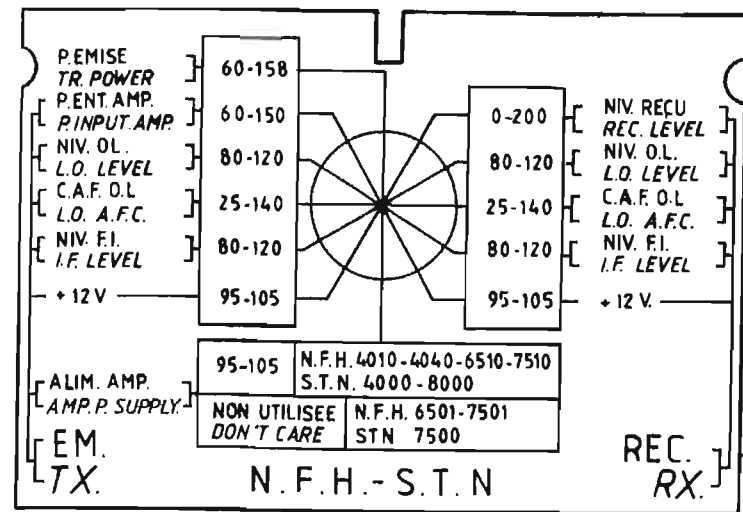 P.EMISE
TR. POWER
60-158
P.ENT. AMP.
P.INPUT. AMP.
60-150
NIV. OL.
L.O. LEVEL
80-120
C.A.F. O.L
L.O. A.F.C.
25-140
NIV. F.I.
I.F. LEVEL
80-120
+ 12 V
95-105
0-200
NIV. REÇU
REC. LEVEL
80-120
NIV. O.L.
L.O. LEVEL
25-140
C.A.F. O.L
L.O. A.F.C.
80-120
NIV. F.I.
I.F. LEVEL
95-105
+ 12 V.
ALIM. AMP.
AMP. P. SUPPLY.
95-105
N.F.H. 4010-4040-6510-7510
S.T.N. 4000-8000
NON UTILISEE
DON'T CARE
N.F.H. 6501-7501
STN 7500
EM.
TX.
N.F.H.-S.T.N
REC.
RX.